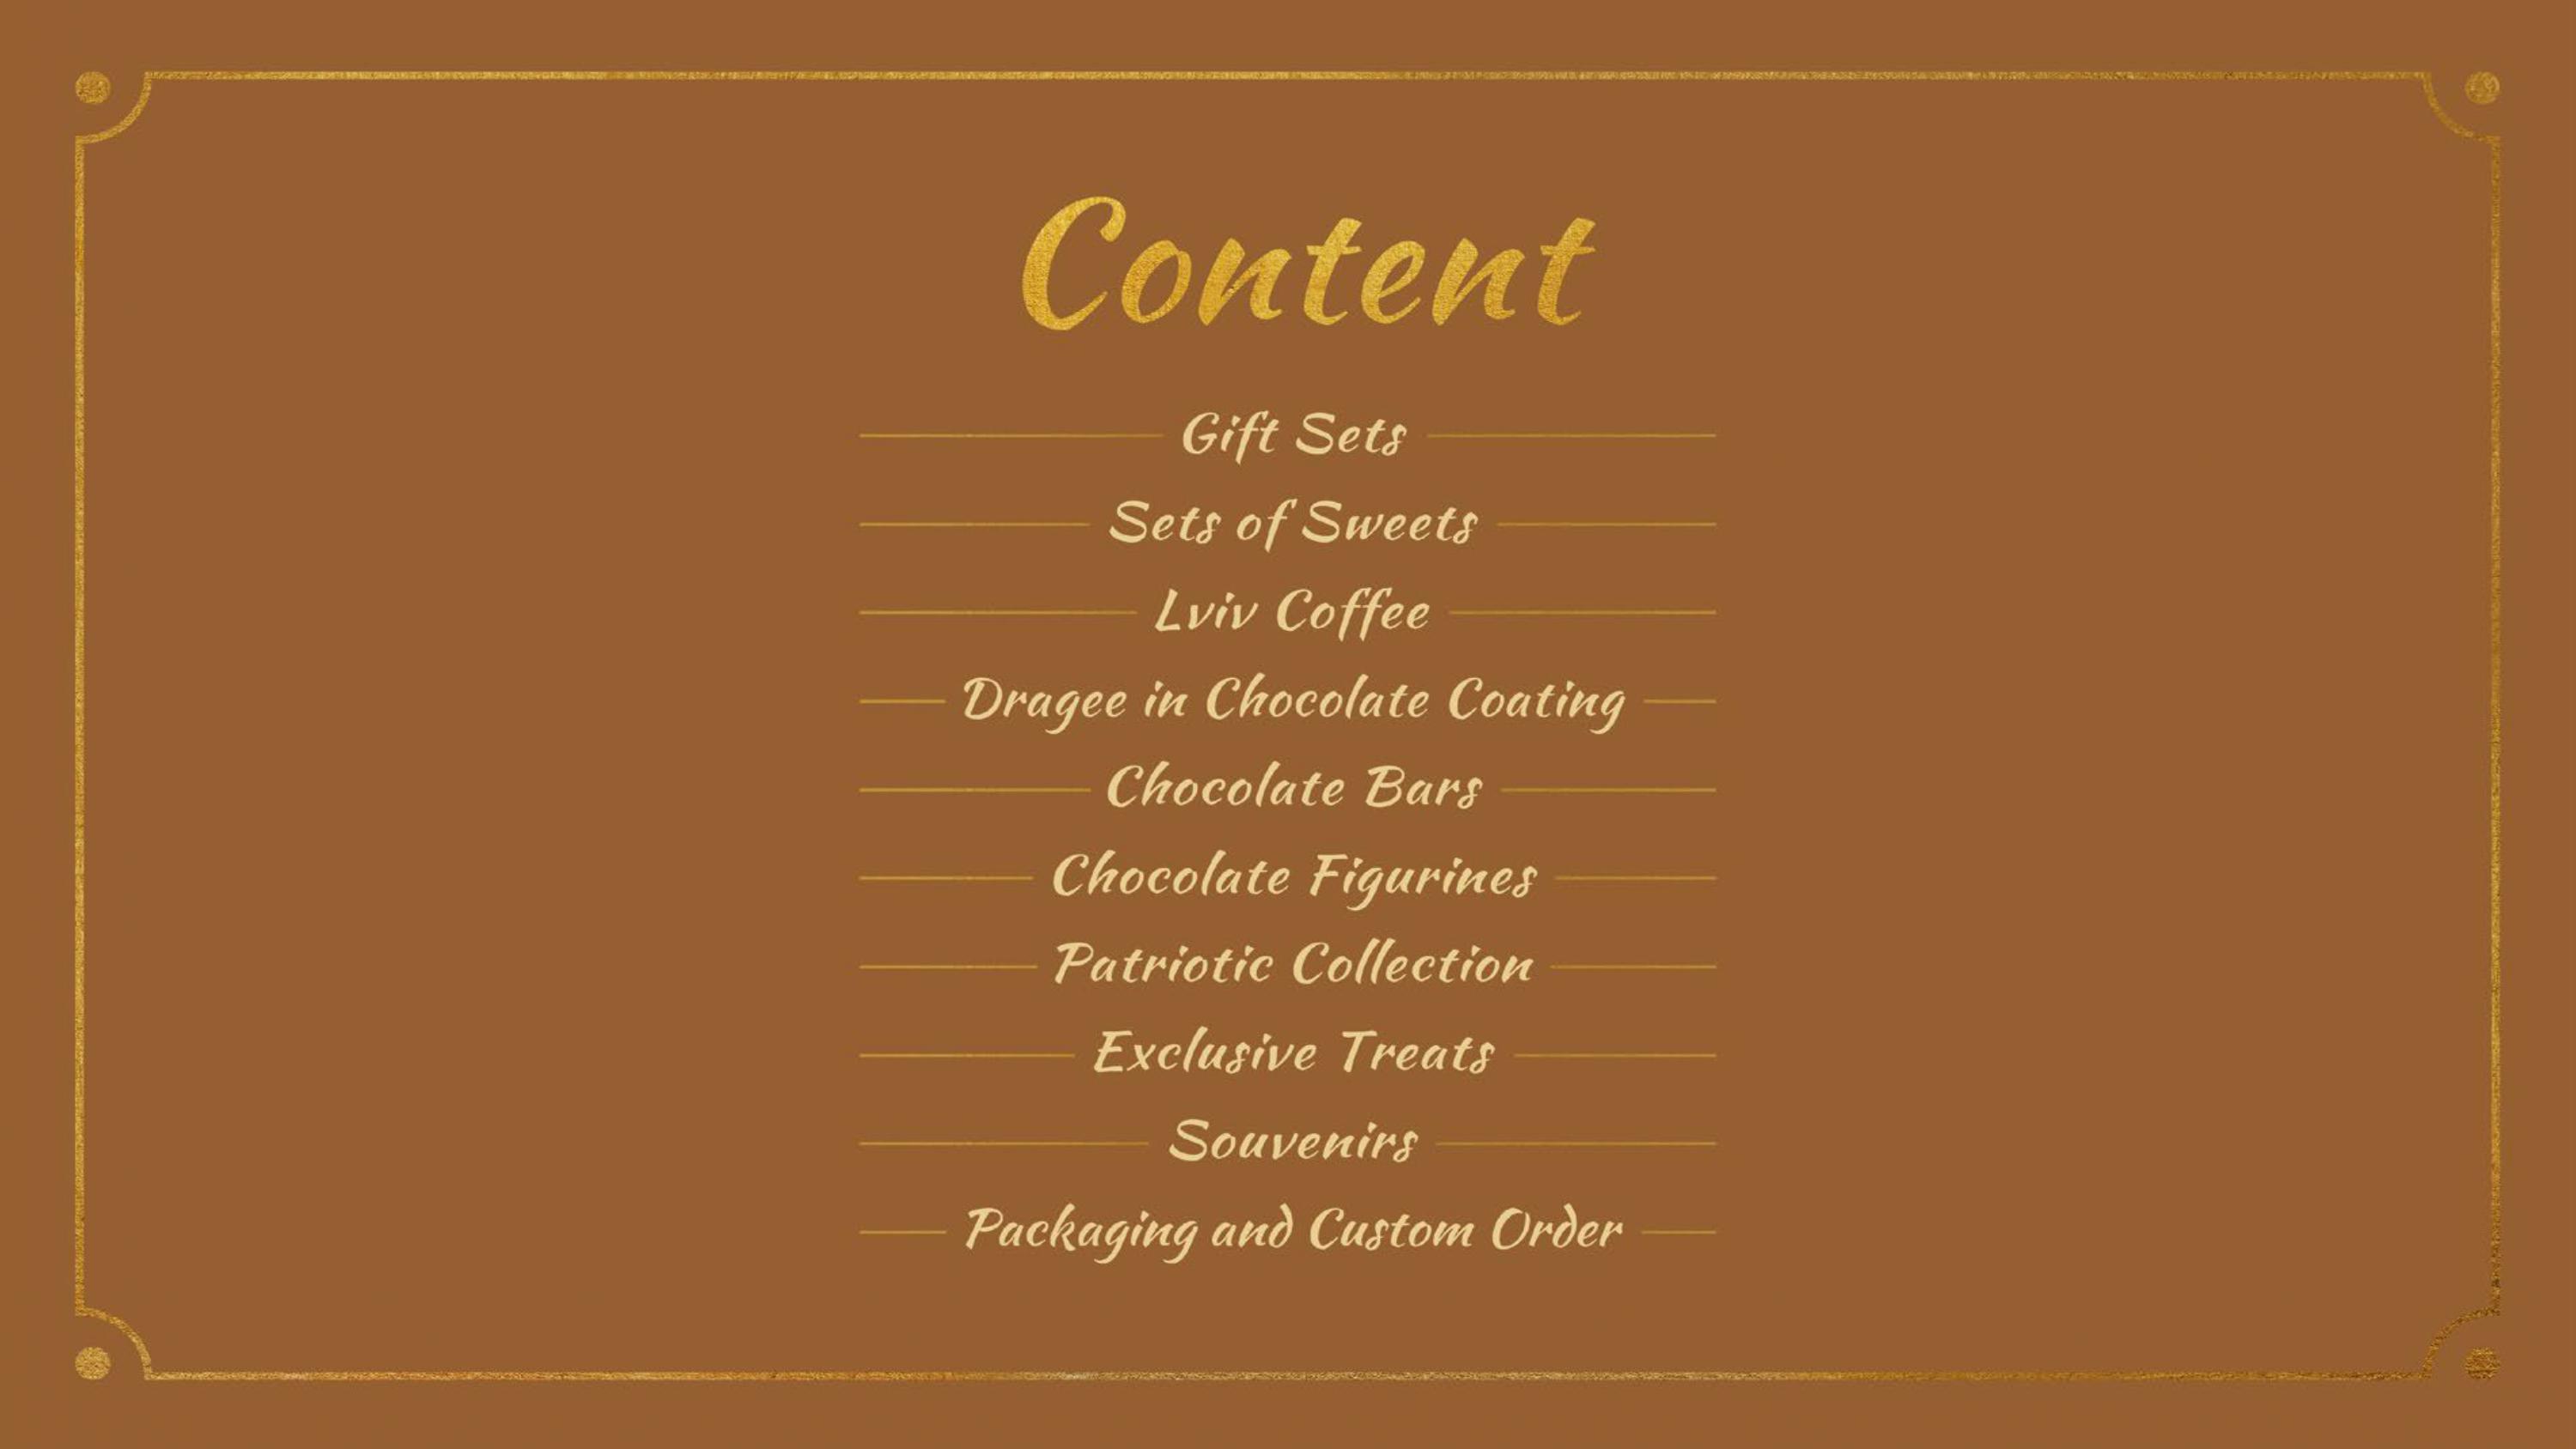 Content
Gift Sets
Sets of Sweets
Lviv Coffee
Dragee in Chocolate Coating
Chocolate Bars
Chocolate Figurines
Patriotic Collection
Exclusive Treats
Souvenirs
Packaging and Custom Order